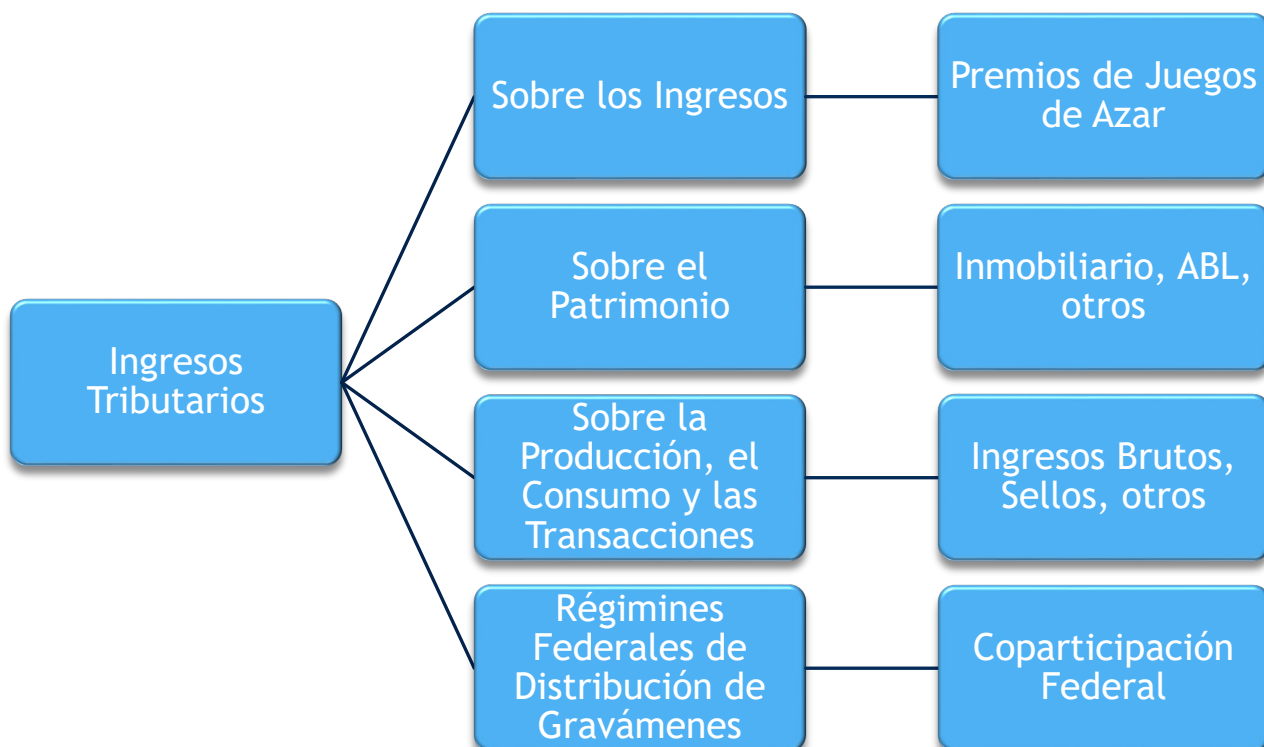 Ingresos
Tributarios
Sobre los Ingresos
Premios de Juegos
de Azar
Sobre el
Patrimonio
Inmobiliario, ABL,
otros
Sobre la
Producción, el
Consumo y las
Transacciones
Ingresos Brutos,
Sellos, otros
Régimines
Federales de
Distribución de
Gravámenes
Coparticipación
Federal